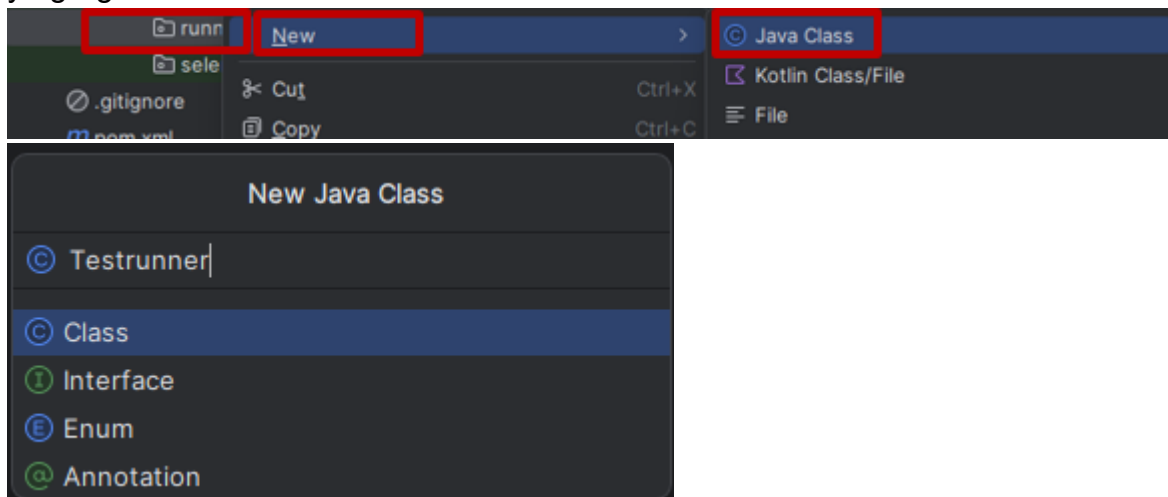 runn New > Java Class
sele Kotlin Class/File
.gitignore Cut Ctrl+X
File
Copy Ctrl+C
New Java Class
Testrunner
Class
Interface
Enum
Annotation